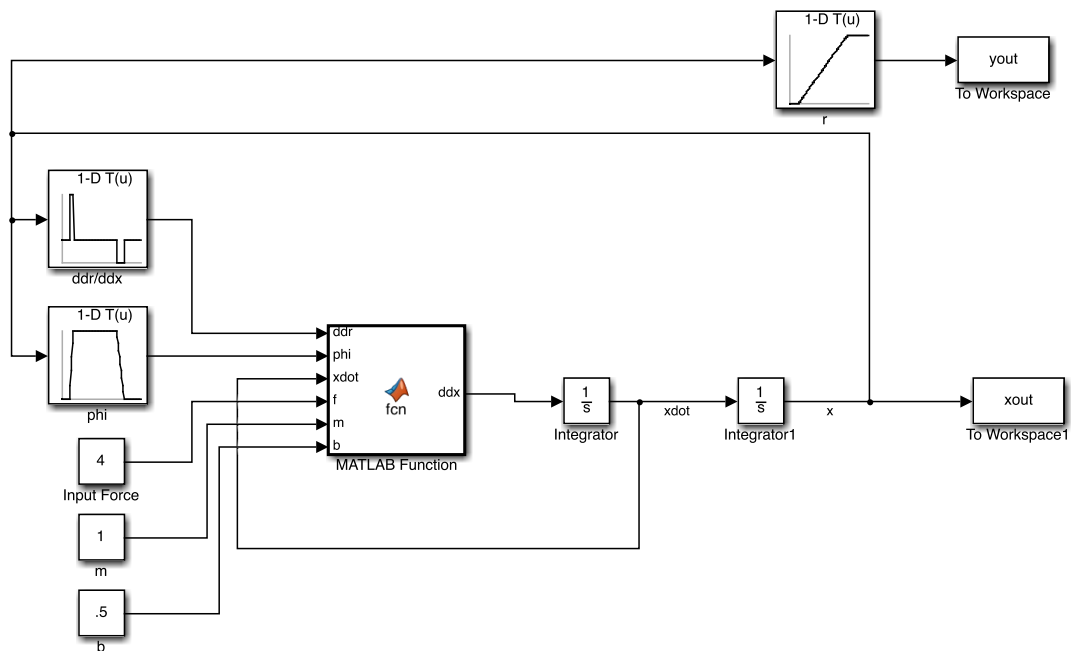 1-D T(u)
r
yout
To Workspace
1-D T(u)
ddr/ddx
1-D T(u)
phi
ddr
phi
xdot
f
m
b
fcn
ddx
MATLAB Function
1
s
Integrator
xdot
1
s
Integrator1
x
xout
To Workspace1
4
Input Force
1
m
.5
b